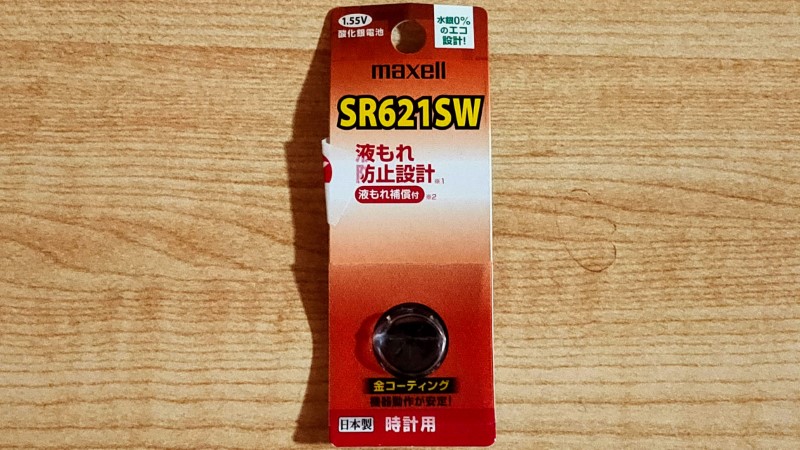 1.55V
酸化銀電池
水銀0%
のエコ
設計!
maxell
SR621SW
液もれ
防止設計※1
液もれ補償付※2
金コーティング
機器動作が安定!
日本製 時計用